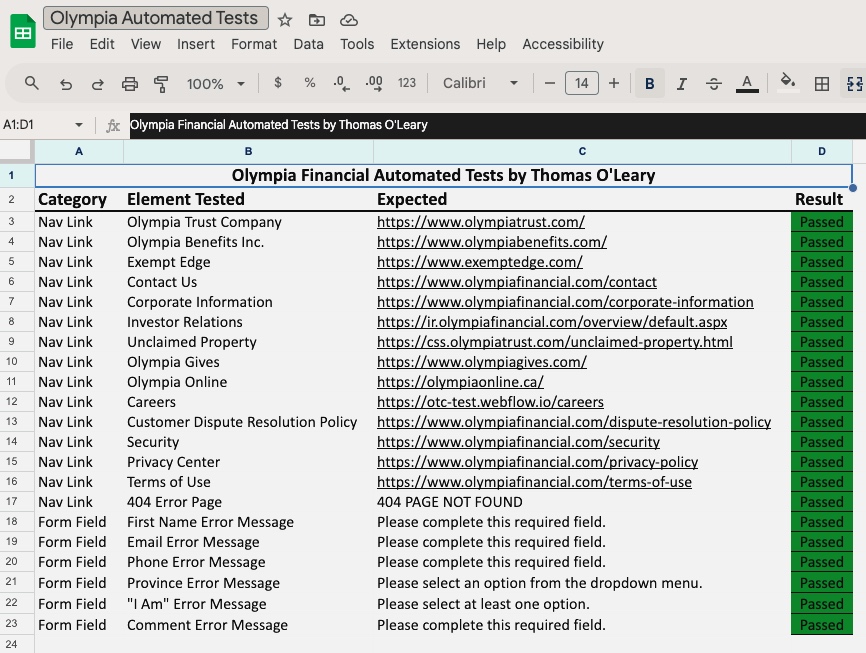 Olympia Automated Tests
File Edit View Insert Format Data Tools Extensions Help Accessibility
100% $ % .0 .00 123 Calibri 14 B I A
A1:D1 fx Olympia Financial Automated Tests by Thomas O'Leary
A B C D
1 Olympia Financial Automated Tests by Thomas O'Leary
2 Category Element Tested Expected Result
3 Nav Link Olympia Trust Company https://www.olympiatrust.com/ Passed
4 Nav Link Olympia Benefits Inc. https://www.olympiabenefits.com/ Passed
5 Nav Link Exempt Edge https://www.exemptedge.com/ Passed
6 Nav Link Contact Us https://www.olympiafinancial.com/contact Passed
7 Nav Link Corporate Information https://www.olympiafinancial.com/corporate-information Passed
8 Nav Link Investor Relations https://ir.olympiafinancial.com/overview/default.aspx Passed
9 Nav Link Unclaimed Property https://css.olympiatrust.com/unclaimed-property.html Passed
10 Nav Link Olympia Gives https://www.olympiagives.com/ Passed
11 Nav Link Olympia Online https://olympiaonline.ca/ Passed
12 Nav Link Careers https://otc-test.webflow.io/careers Passed
13 Nav Link Customer Dispute Resolution Policy https://www.olympiafinancial.com/dispute-resolution-policy Passed
14 Nav Link Security https://www.olympiafinancial.com/security Passed
15 Nav Link Privacy Center https://www.olympiafinancial.com/privacy-policy Passed
16 Nav Link Terms of Use https://www.olympiafinancial.com/terms-of-use Passed
17 Nav Link 404 Error Page 404 PAGE NOT FOUND Passed
18 Form Field First Name Error Message Please complete this required field. Passed
19 Form Field Email Error Message Please complete this required field. Passed
20 Form Field Phone Error Message Please complete this required field. Passed
21 Form Field Province Error Message Please select an option from the dropdown menu. Passed
22 Form Field "I Am" Error Message Please select at least one option. Passed
23 Form Field Comment Error Message Please complete this required field. Passed
24